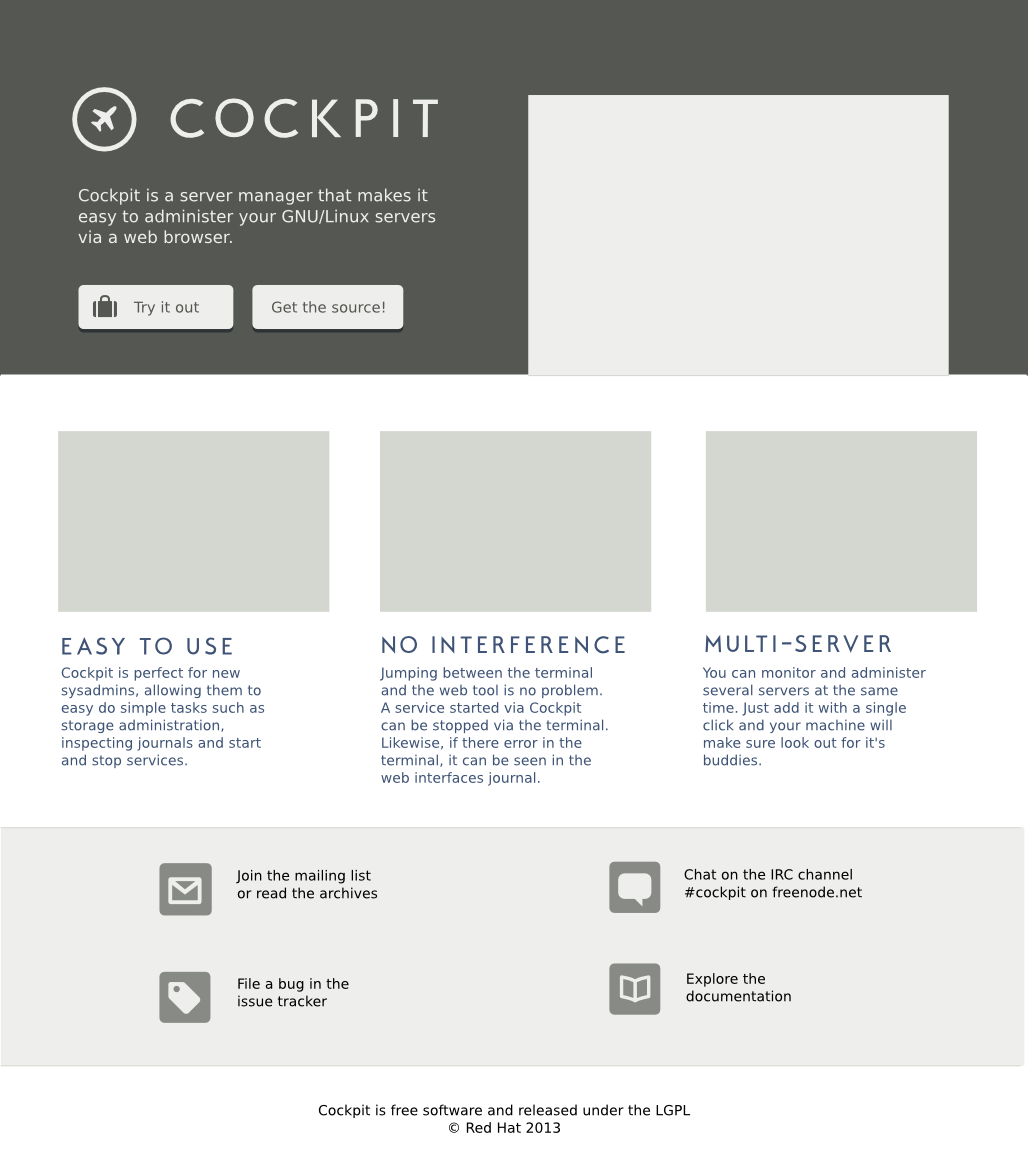 COCKPIT
Cockpit is a server manager that makes it
easy to administer your GNU/Linux servers
via a web browser.
Try it out
Get the source!
EASY TO USE
Cockpit is perfect for new
sysadmins, allowing them to
easy do simple tasks such as
storage administration,
inspecting journals and start
and stop services.
NO INTERFERENCE
Jumping between the terminal
and the web tool is no problem.
A service started via Cockpit
can be stopped via the terminal.
Likewise, if there error in the
terminal, it can be seen in the
web interfaces journal.
MULTI-SERVER
You can monitor and administer
several servers at the same
time. Just add it with a single
click and your machine will
make sure look out for it's
buddies.
Join the mailing list
or read the archives
Chat on the IRC channel
#cockpit on freenode.net
File a bug in the
issue tracker
Explore the
documentation
Cockpit is free software and released under the LGPL
© Red Hat 2013